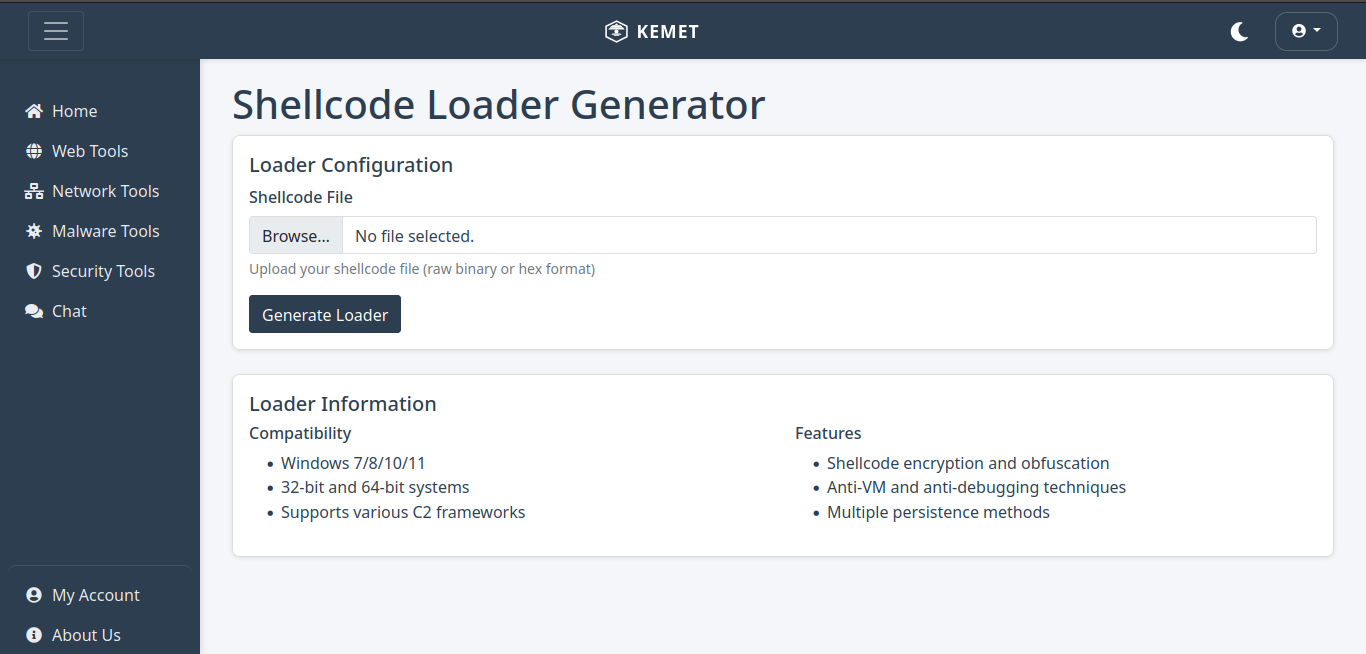 KEMET
Home
Web Tools
Network Tools
Malware Tools
Security Tools
Chat
My Account
About Us
Shellcode Loader Generator
Loader Configuration
Shellcode File
Browse... No file selected.
Upload your shellcode file (raw binary or hex format)
Generate Loader
Loader Information
Compatibility
Windows 7/8/10/11
32-bit and 64-bit systems
Supports various C2 frameworks
Features
Shellcode encryption and obfuscation
Anti-VM and anti-debugging techniques
Multiple persistence methods